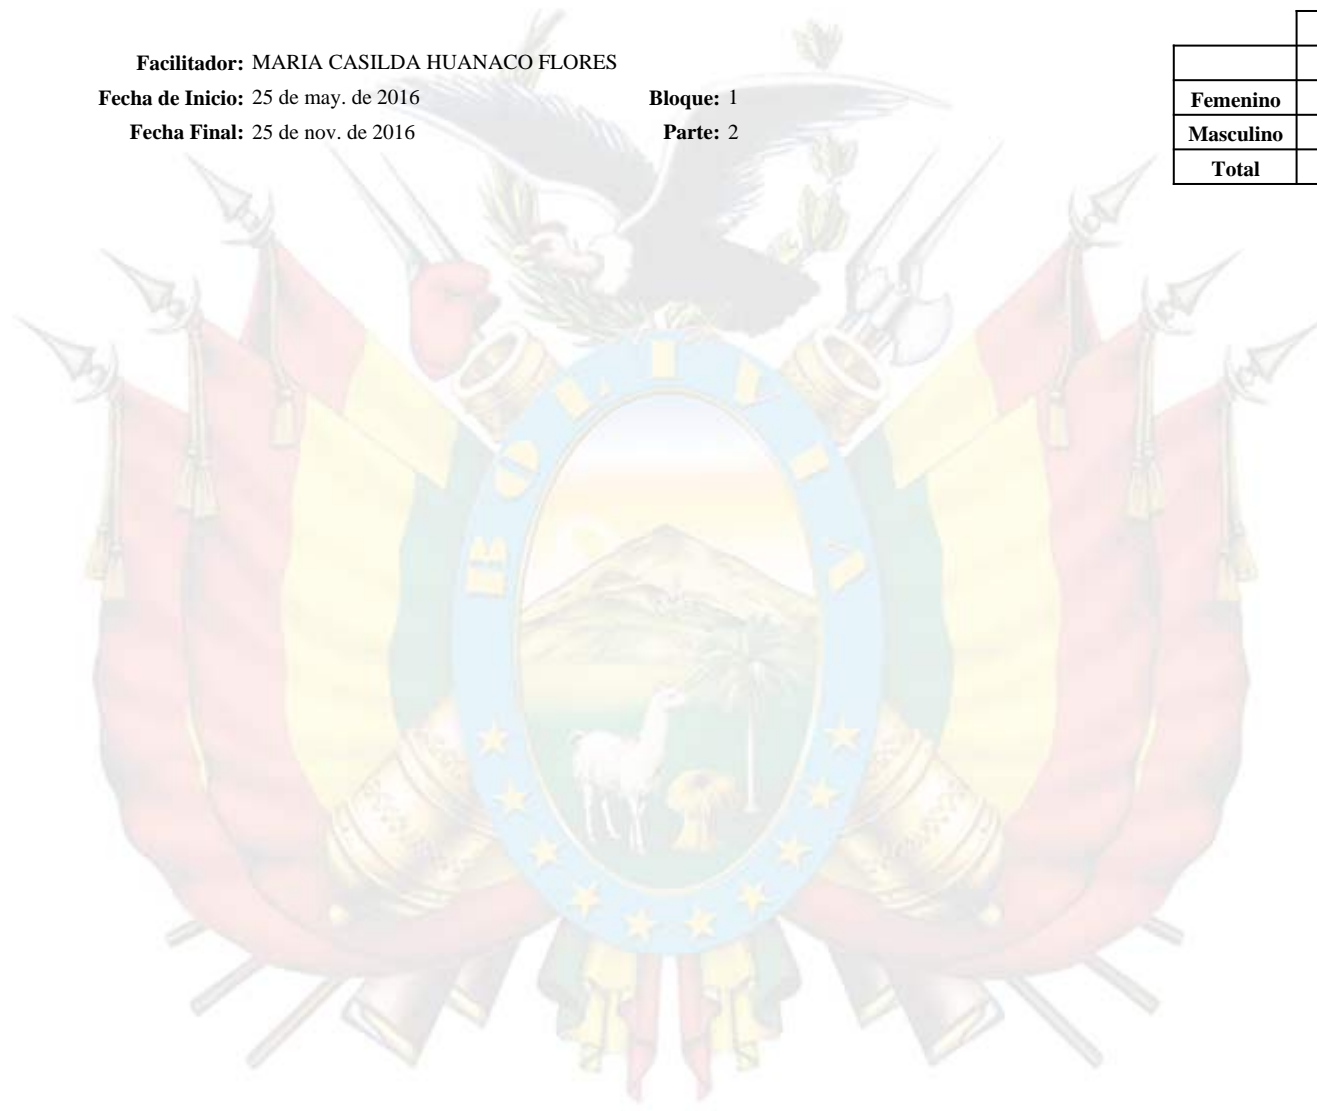 Facilitador: MARIA CASILDA HUANACO FLORES
Fecha de Inicio: 25 de may. de 2016 Bloque: 1
Fecha Final: 25 de nov. de 2016 Parte: 2
Femenino
Masculino
Total
BOLIVIA